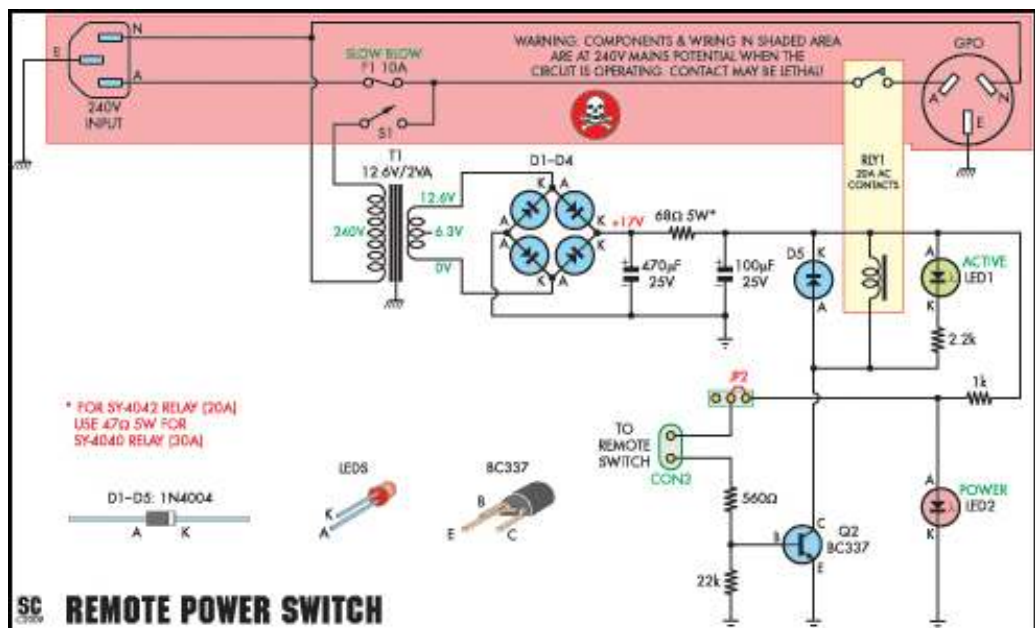 N
E
A
240V
INPUT
SLOW BLOW
F1 10A
S1
WARNING: COMPONENTS & WIRING IN SHADED AREA
ARE AT 240V MAINS POTENTIAL WHEN THE
CIRCUIT IS OPERATING. CONTACT MAY BE LETHAL!
GPO
A
N
E
T1
12.6V/2VA
240V
12.6V
6.3V
0V
D1–D4
K A
A K
A K
K A
+17V
68Ω 5W*
+
470µF
25V
+
100µF
25V
D5
K
A
RLY1
20A AC
CONTACTS
A
ACTIVE
LED1
K
2.2k
1k
JP2
TO
REMOTE
SWITCH
CON2
560Ω
22k
B
C
E
Q2
BC337
A
POWER
LED2
K
* FOR SY-4042 RELAY (20A)
USE 47Ω 5W FOR
SY-4040 RELAY (30A)
D1–D5: 1N4004
A K
LEDS
K
A
BC337
B
E C
SC
REMOTE POWER SWITCH